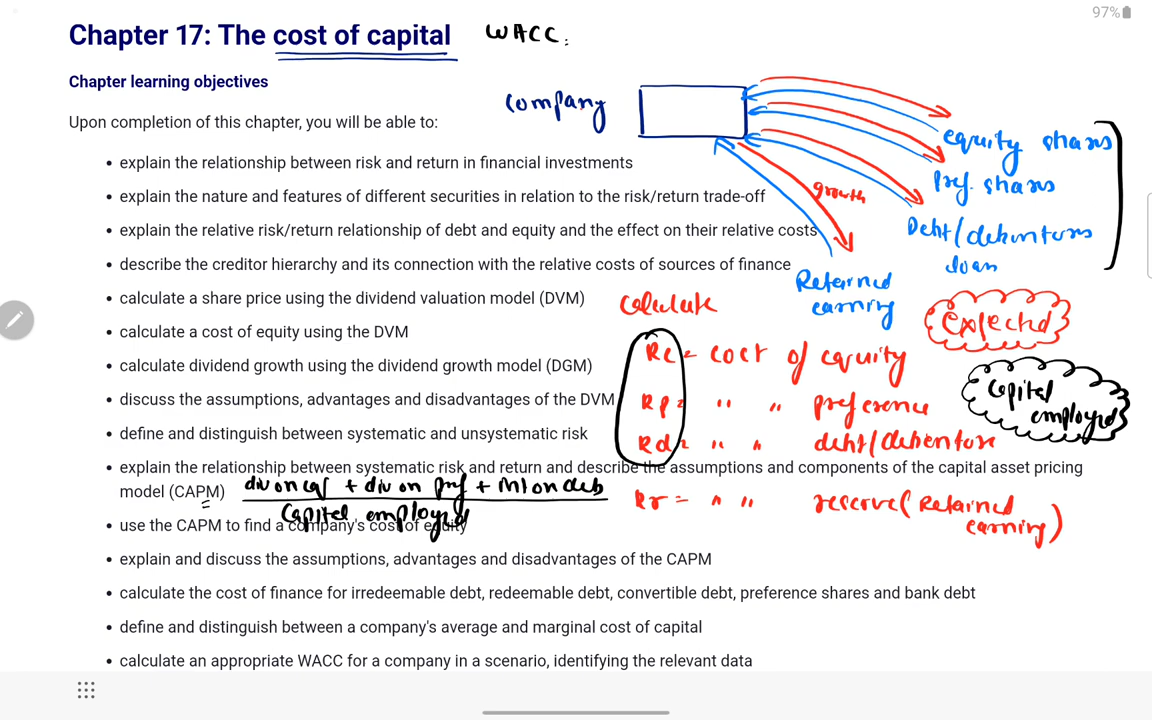 97%
Chapter 17: The cost of capital WACC:
Chapter learning objectives
company
Upon completion of this chapter, you will be able to:
equity shares
Pref. shares
Debt/debentures
loan
growth
Retained
earning
• explain the relationship between risk and return in financial investments
• explain the nature and features of different securities in relation to the risk/return trade-off
• explain the relative risk/return relationship of debt and equity and the effect on their relative costs
• describe the creditor hierarchy and its connection with the relative costs of sources of finance
• calculate a share price using the dividend valuation model (DVM)
• calculate a cost of equity using the DVM
• calculate dividend growth using the dividend growth model (DGM)
• discuss the assumptions, advantages and disadvantages of the DVM
• define and distinguish between systematic and unsystematic risk
calculate
Expected
Re = cost of equity
Rp = " " preference
Rd = " " debt/debenture
capital
employed
• explain the relationship between systematic risk and return and describe the assumptions and components of the capital asset pricing
model (CAPM)
div on eq + div on pref + int on deb
capital employed
Rr = " " reserve (Retained
earning)
• use the CAPM to find a company's cost of equity
• explain and discuss the assumptions, advantages and disadvantages of the CAPM
• calculate the cost of finance for irredeemable debt, redeemable debt, convertible debt, preference shares and bank debt
• define and distinguish between a company's average and marginal cost of capital
• calculate an appropriate WACC for a company in a scenario, identifying the relevant data